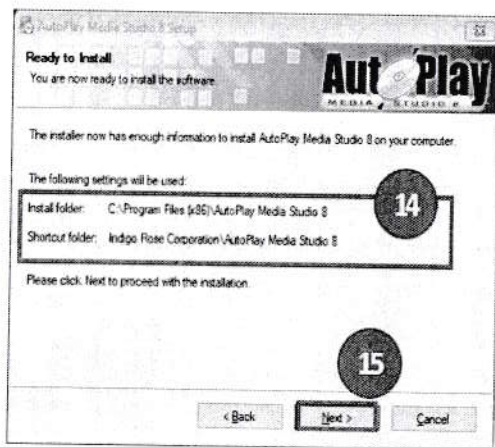 AutoPlay Media Studio 8 Setup
Ready to Install
You are now ready to install the software
AutoPlay
MEDIA STUDIO 8
The installer now has enough information to install AutoPlay Media Studio 8 on your computer.
The following settings will be used:
Install folder: C:\Program Files (x86)\AutoPlay Media Studio 8
14
Shortcut folder: Indigo Rose Corporation\AutoPlay Media Studio 8
Please click Next to proceed with the installation.
15
< Back Next > Cancel